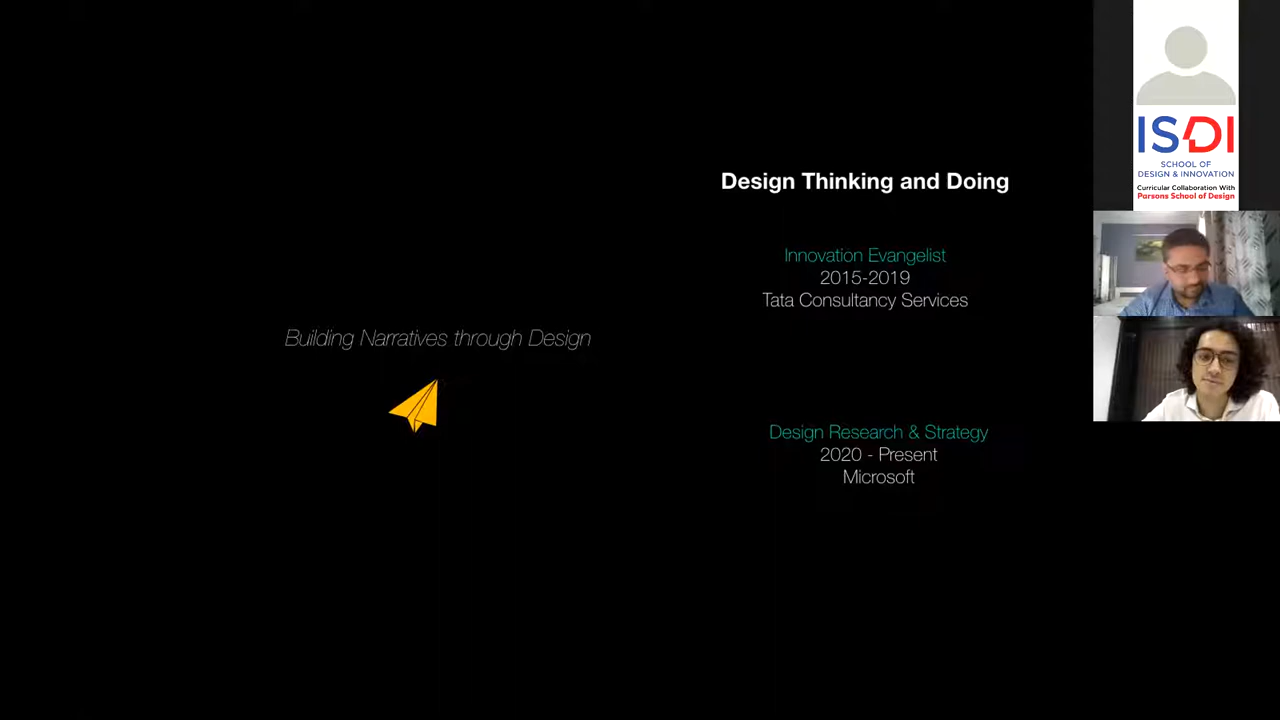 Building Narratives through Design
Design Thinking and Doing
Innovation Evangelist
2015-2019
Tata Consultancy Services
Design Research & Strategy
2020 - Present
Microsoft
ISDI
SCHOOL OF
DESIGN & INNOVATION
Curricular Collaboration With
Parsons School of Design